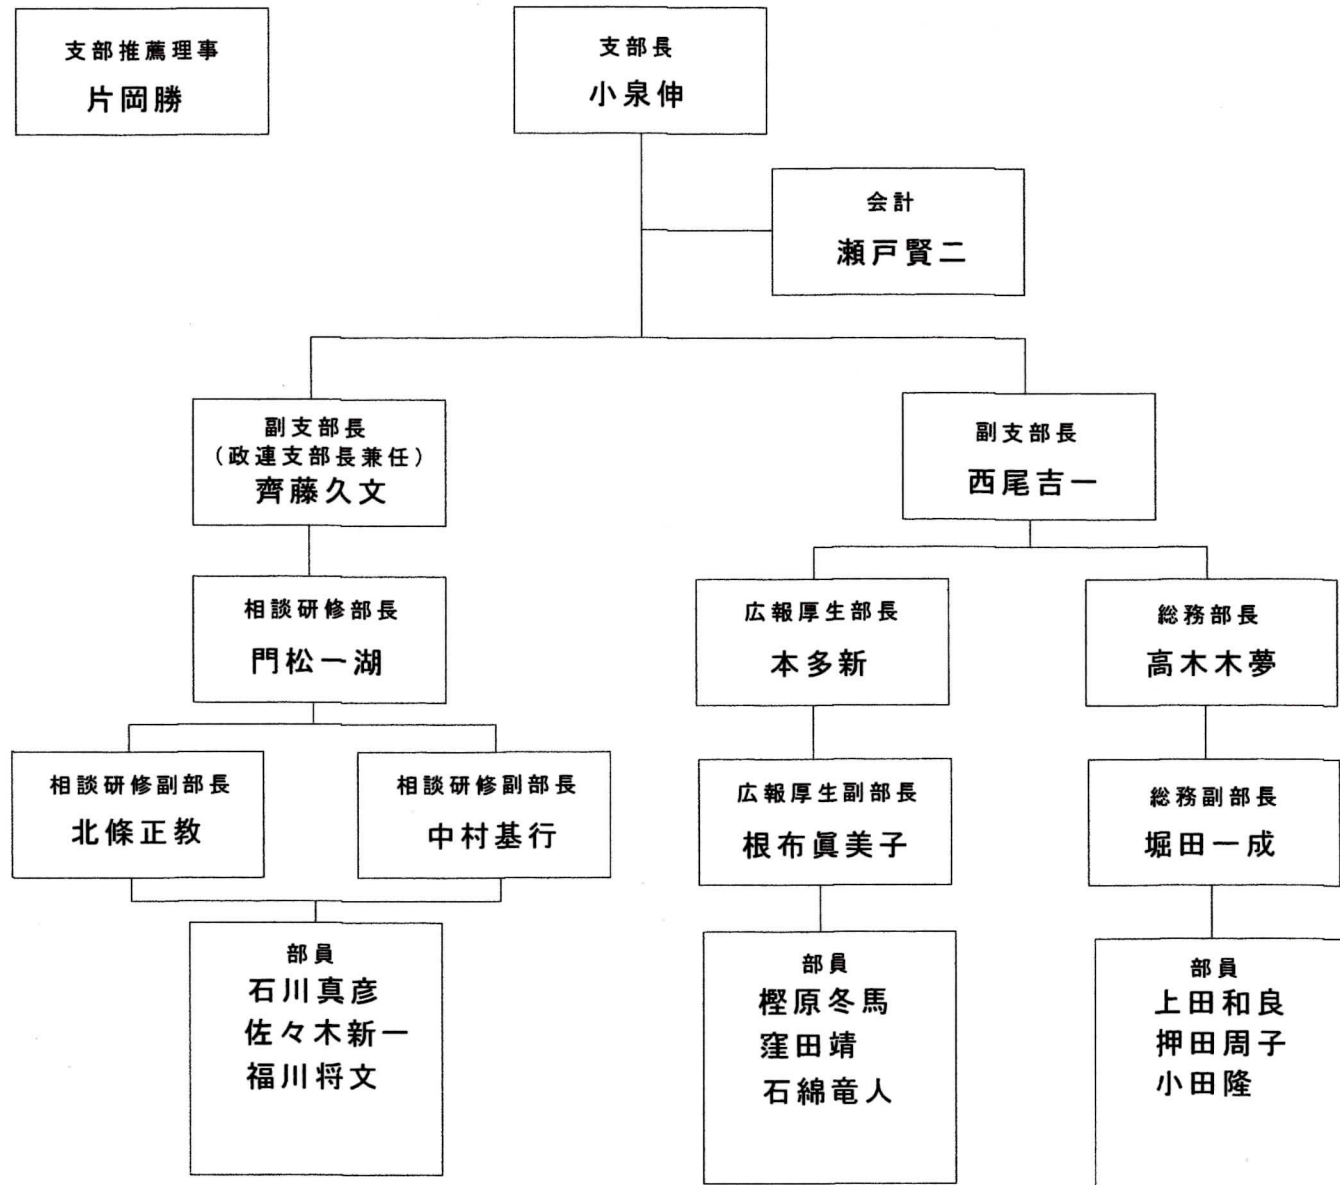 支部推薦理事
片岡勝
支部長
小泉伸
会計
瀬戸賢二
副支部長
（政連支部長兼任）
齊藤久文
副支部長
西尾吉一
相談研修部長
門松一湖
広報厚生部長
本多新
総務部長
高木木夢
相談研修副部長
北條正教
相談研修副部長
中村基行
広報厚生副部長
根布眞美子
総務副部長
堀田一成
部員
石川真彦
佐々木新一
福川将文
部員
樫原冬馬
窪田靖
石綿竜人
部員
上田和良
押田周子
小田隆